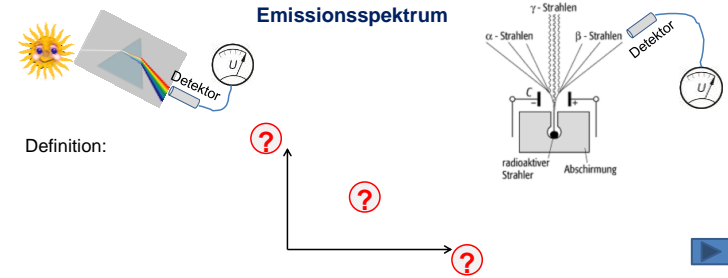 Emissionsspektrum
U
Detektor
γ - Strahlen
α - Strahlen
β - Strahlen
Detektor
U
C
− +
radioaktiver
Strahler
Abschirmung
Definition:
?
?
?